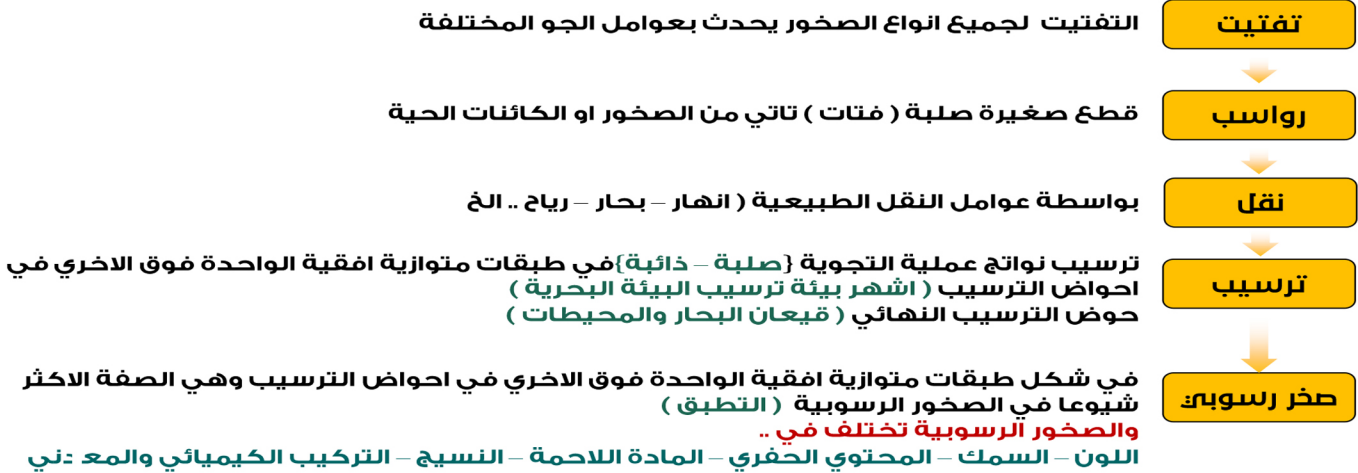 تفتيت
التفتيت لجميع انواع الصخور يحدث بعوامل الجو المختلفة
رواسب
قطع صغيرة صلبة ( فتات ) تاتي من الصخور او الكائنات الحية
نقل
بواسطة عوامل النقل الطبيعية ( انهار – بحار – رياح .. الخ
ترسيب
ترسيب نواتج عملية التجوية {صلبة – ذائبة}في طبقات متوازية افقية الواحدة فوق الاخري في
احواض الترسيب ( اشهر بيئة ترسيب البيئة البحرية )
حوض الترسيب النهائي ( قيعان البحار والمحيطات )
صخر رسوبي
في شكل طبقات متوازية افقية الواحدة فوق الاخري في احواض الترسيب وهي الصفة الاكثر
شيوعا في الصخور الرسوبية ( التطبق )
والصخور الرسوبية تختلف في ..
اللون – السمك – المحتوي الحفري – المادة اللاحمة – النسيج – التركيب الكيميائي والمعدني